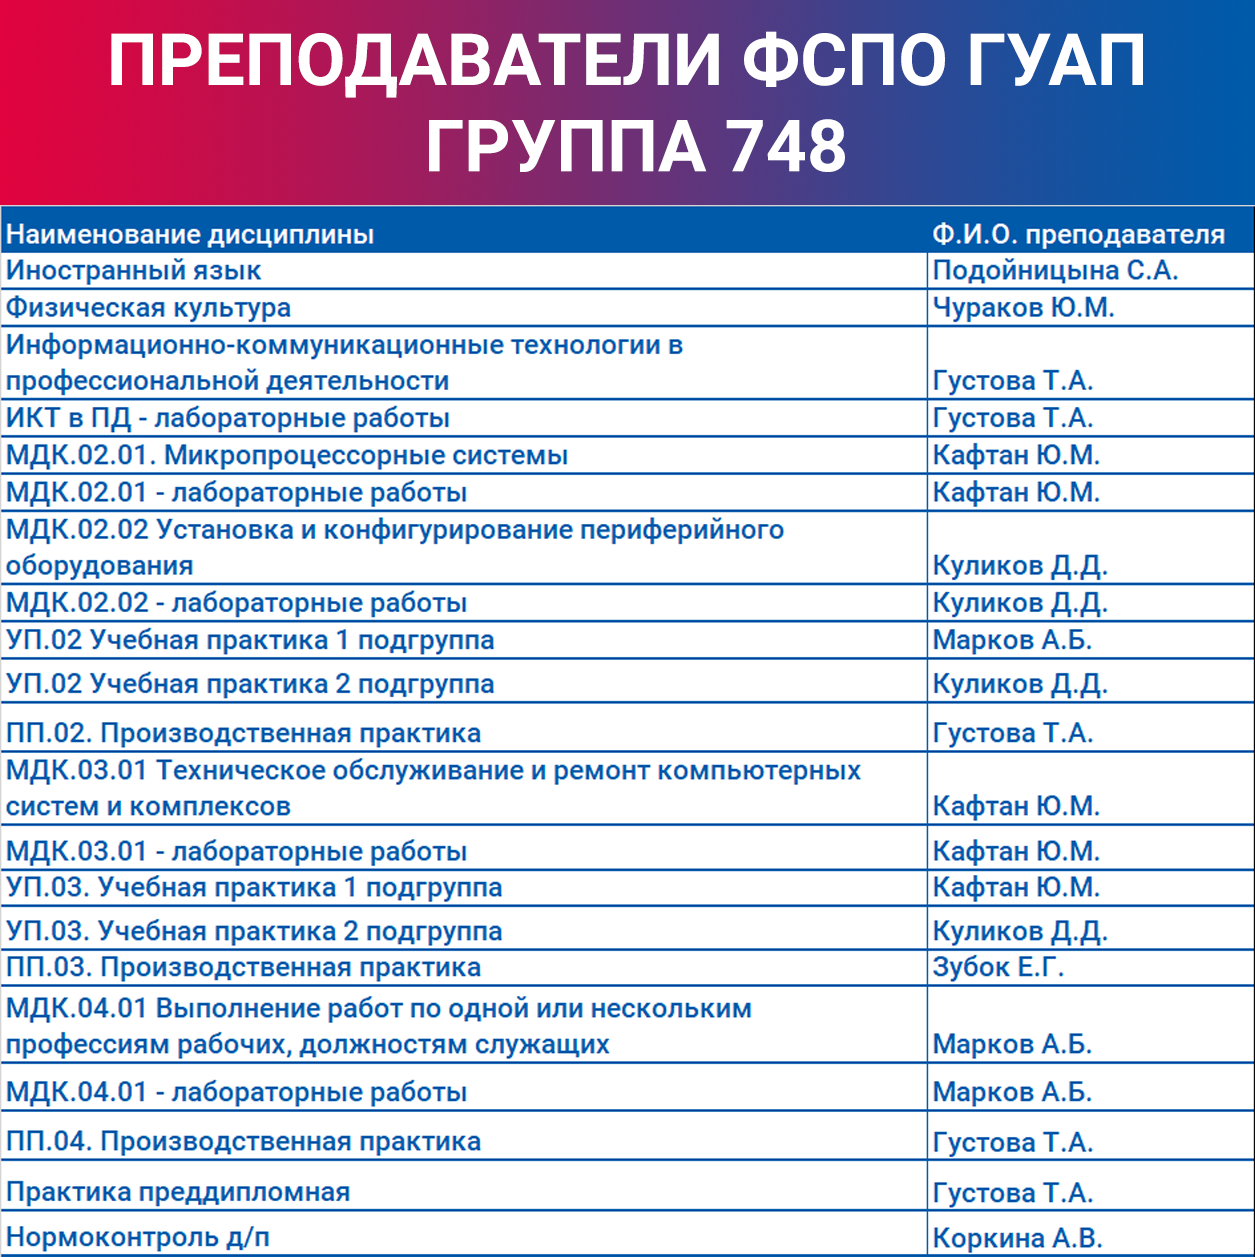 ПРЕПОДАВАТЕЛИ ФСПО ГУАП
ГРУППА 748
Наименование дисциплины Ф.И.О. преподавателя
Иностранный язык Подойницына С.А.
Физическая культура Чураков Ю.М.
Информационно-коммуникационные технологии в
профессиональной деятельности Густова Т.А.
ИКТ в ПД - лабораторные работы Густова Т.А.
МДК.02.01. Микропроцессорные системы Кафтан Ю.М.
МДК.02.01 - лабораторные работы Кафтан Ю.М.
МДК.02.02 Установка и конфигурирование периферийного
оборудования Куликов Д.Д.
МДК.02.02 - лабораторные работы Куликов Д.Д.
УП.02 Учебная практика 1 подгруппа Марков А.Б.
УП.02 Учебная практика 2 подгруппа Куликов Д.Д.
ПП.02. Производственная практика Густова Т.А.
МДК.03.01 Техническое обслуживание и ремонт компьютерных
систем и комплексов Кафтан Ю.М.
МДК.03.01 - лабораторные работы Кафтан Ю.М.
УП.03. Учебная практика 1 подгруппа Кафтан Ю.М.
УП.03. Учебная практика 2 подгруппа Куликов Д.Д.
ПП.03. Производственная практика Зубок Е.Г.
МДК.04.01 Выполнение работ по одной или нескольким
профессиям рабочих, должностям служащих Марков А.Б.
МДК.04.01 - лабораторные работы Марков А.Б.
ПП.04. Производственная практика Густова Т.А.
Практика преддипломная Густова Т.А.
Нормоконтроль д/п Коркина А.В.